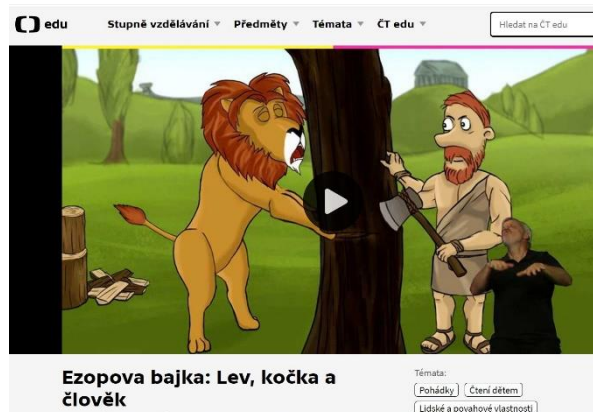 edu Stupně vzdělávání Předměty Témata ČT edu Hledat na ČT edu
Ezopova bajka: Lev, kočka a
člověk
Témata:
Pohádky Čtení dětem
Lidské a povahové vlastnosti